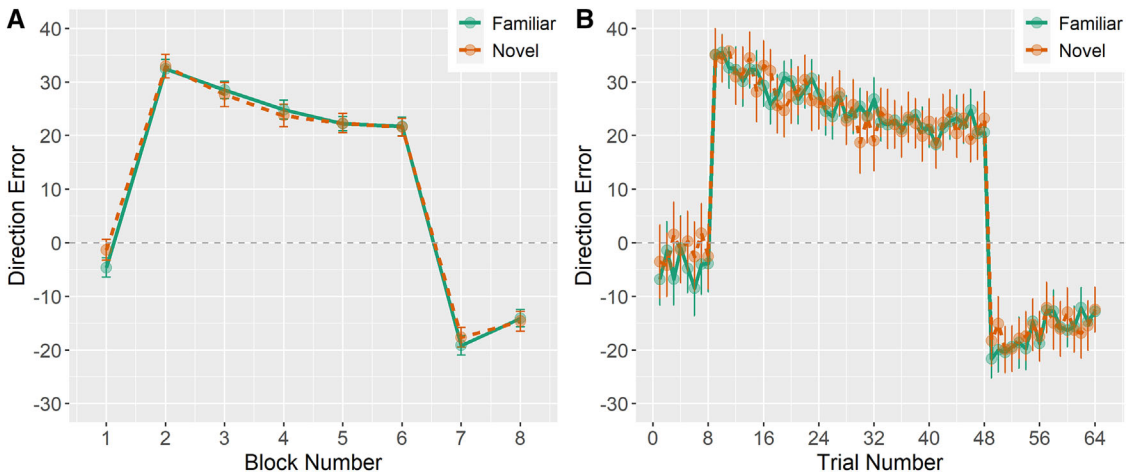 A
Familiar
Novel
Direction Error
40
30
20
10
0
-10
-20
-30
1 2 3 4 5 6 7 8
Block Number
B
Familiar
Novel
Direction Error
40
30
20
10
0
-10
-20
-30
0 8 16 24 32 40 48 56 64
Trial Number